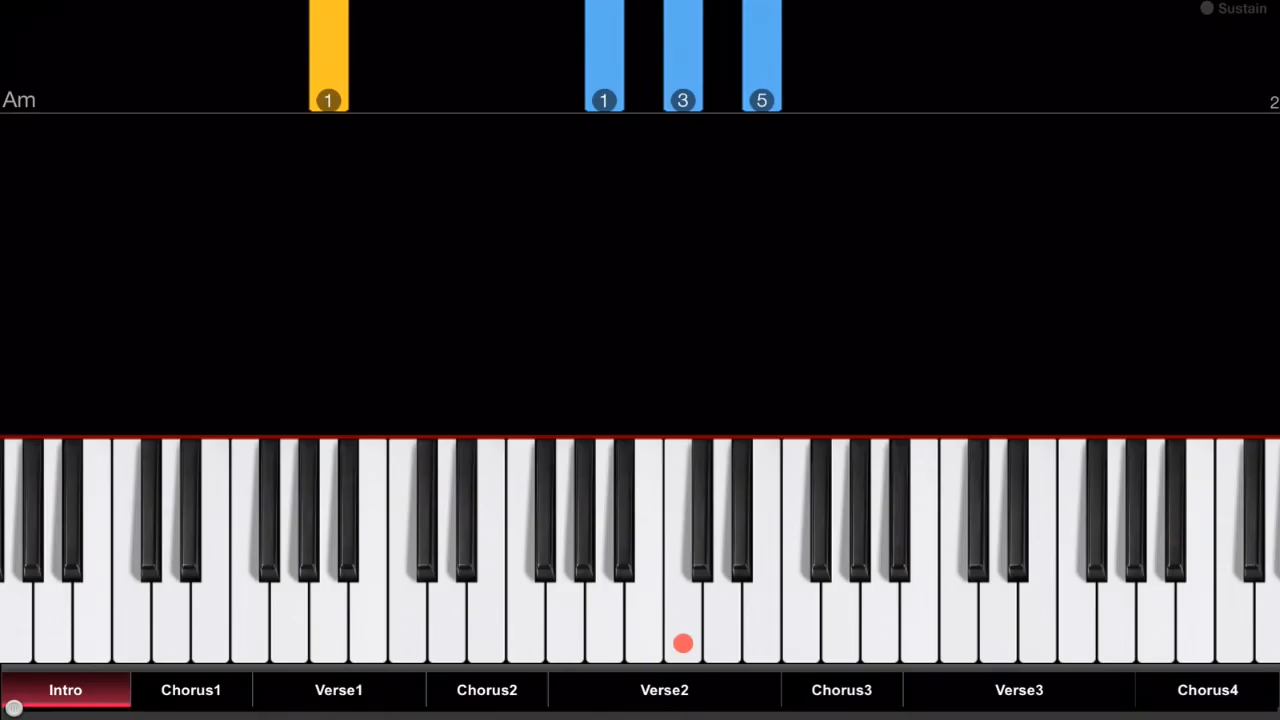 Sustain
Am
1
1
3
5
2
Intro
Chorus1
Verse1
Chorus2
Verse2
Chorus3
Verse3
Chorus4